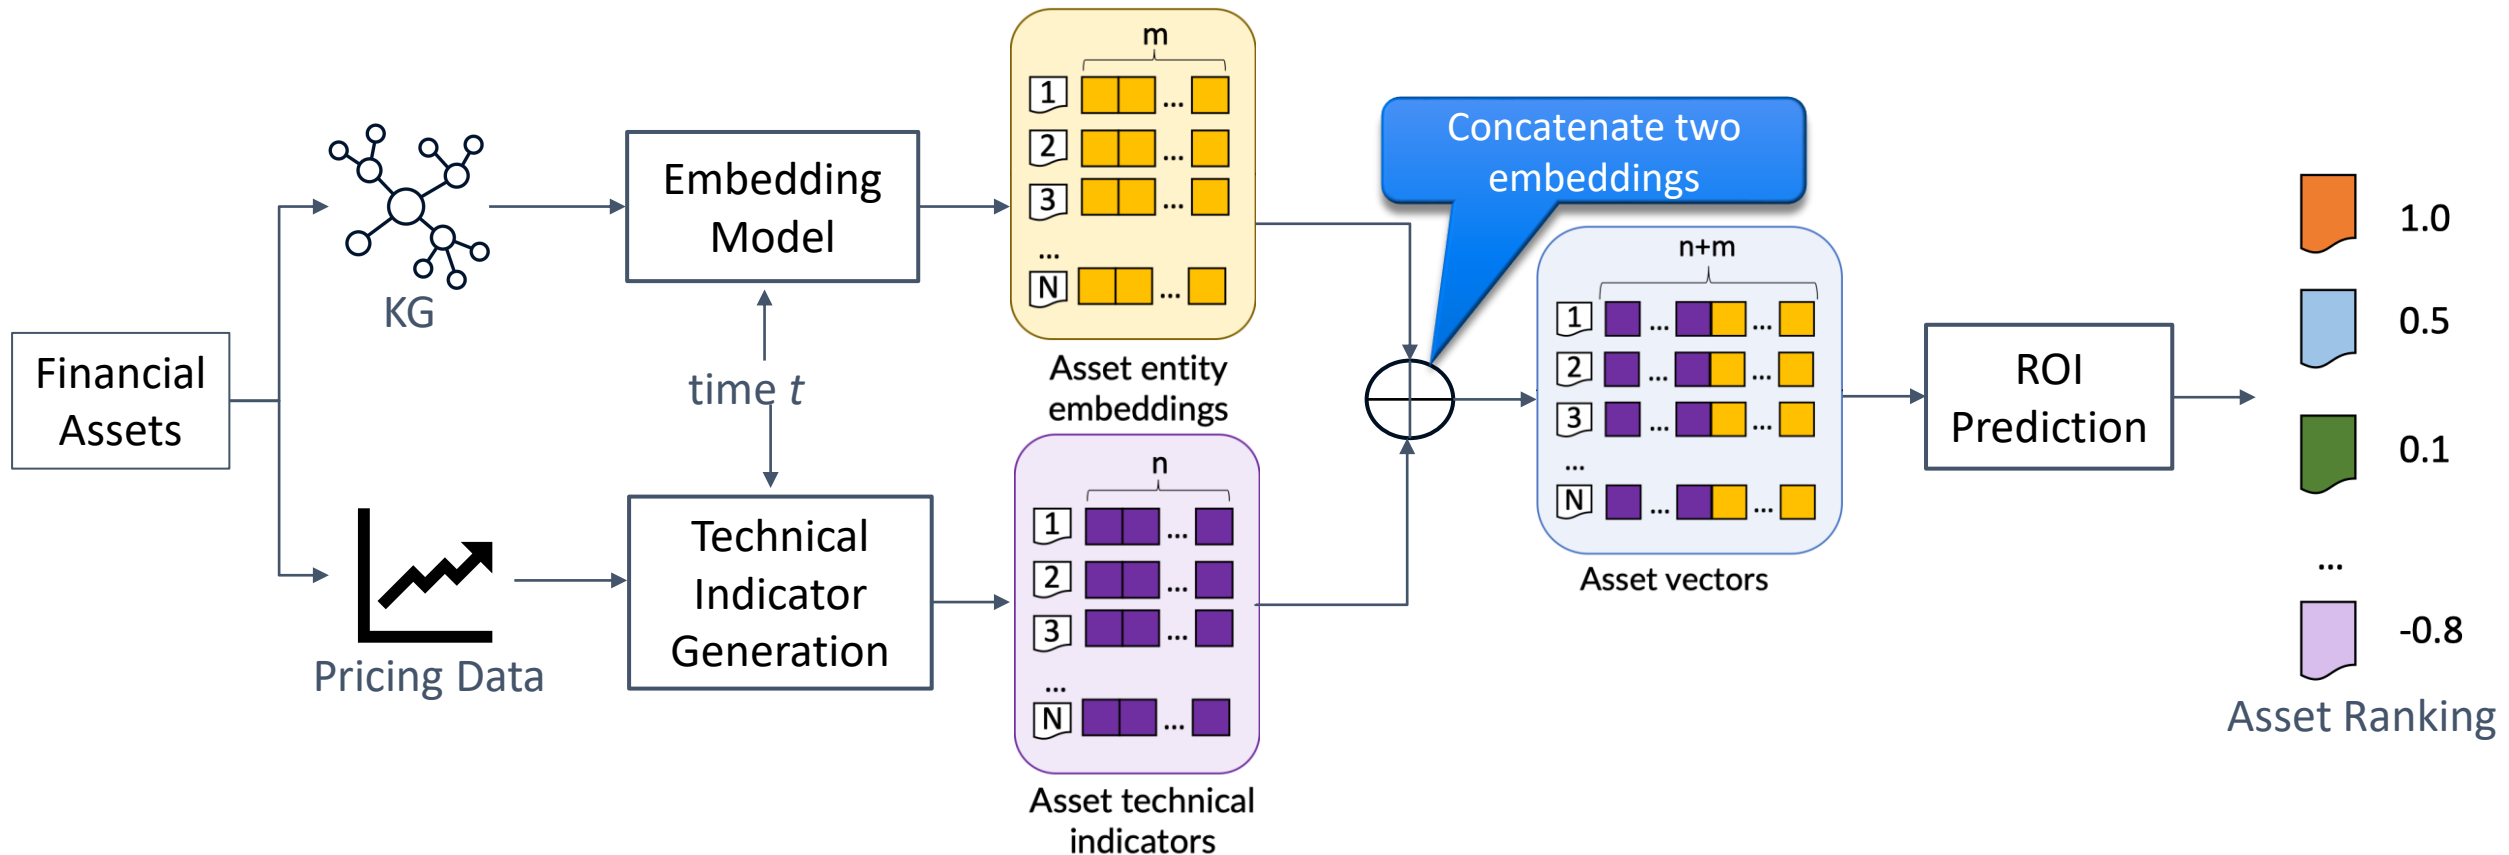 Financial
Assets
KG
Pricing Data
Embedding
Model
time t
Technical
Indicator
Generation
m
1 ...
2 ...
3 ...
...
N ...
Asset entity
embeddings
n
1 ...
2 ...
3 ...
...
N ...
Asset technical
indicators
Concatenate two
embeddings
n+m
1 ... ...
2 ... ...
3 ... ...
...
N ... ...
Asset vectors
ROI
Prediction
1.0
0.5
0.1
...
-0.8
Asset Ranking